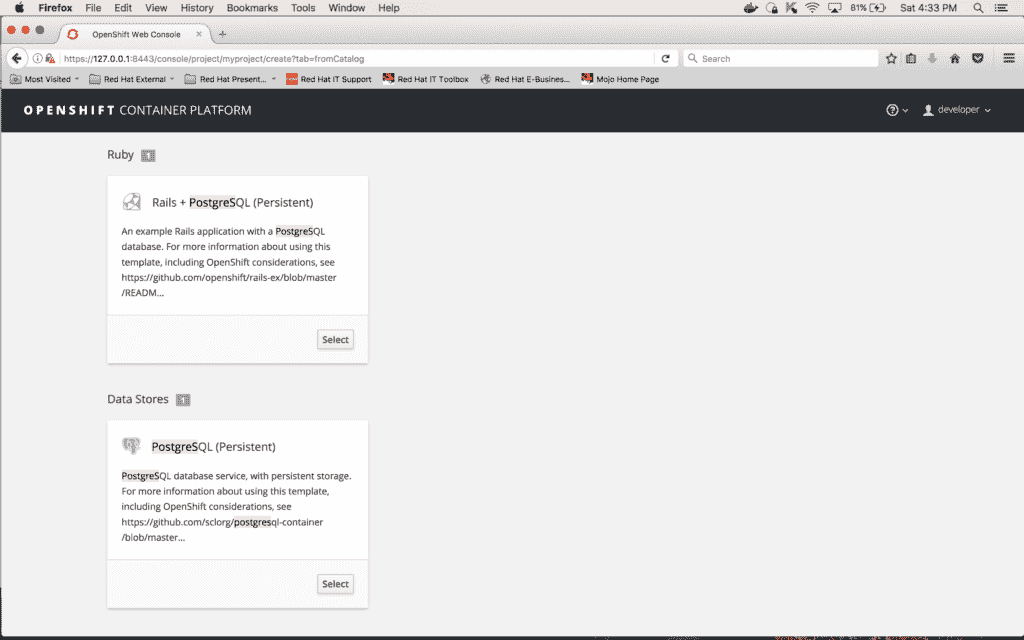 Firefox File Edit View History Bookmarks Tools Window Help 81% Sat 4:33 PM
OpenShift Web Console
https://127.0.0.1:8443/console/project/myproject/create?tab=fromCatalog Search
Most Visited Red Hat External Red Hat Present... Red Hat IT Support Red Hat IT Toolbox Red Hat E-Busines... Mojo Home Page
OPENSHIFT CONTAINER PLATFORM developer
Ruby 1
Rails + PostgreSQL (Persistent)
An example Rails application with a PostgreSQL
database. For more information about using this
template, including OpenShift considerations, see
https://github.com/openshift/rails-ex/blob/master
/READM...
Select
Data Stores 1
PostgreSQL (Persistent)
PostgreSQL database service, with persistent storage.
For more information about using this template,
including OpenShift considerations, see
https://github.com/sclorg/postgresql-container
/blob/master...
Select